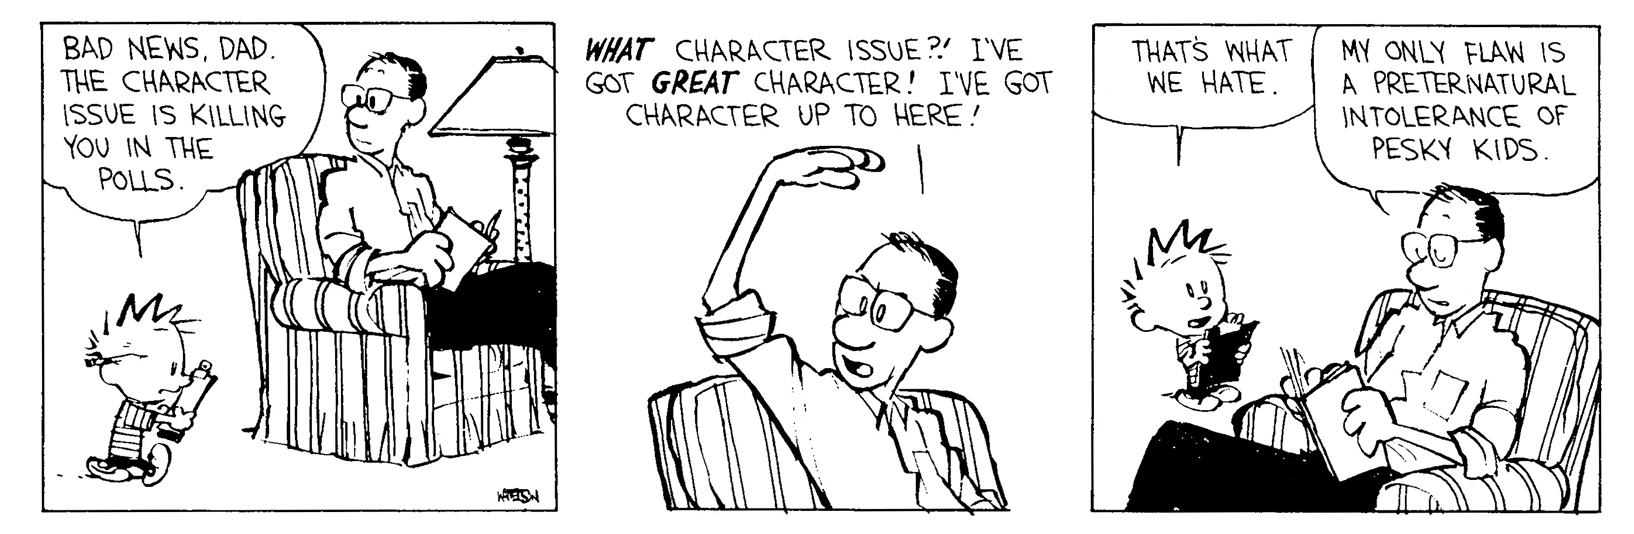 BAD NEWS, DAD.
THE CHARACTER
ISSUE IS KILLING
YOU IN THE
POLLS.
WATTERSON
WHAT CHARACTER ISSUE?! I'VE
GOT GREAT CHARACTER! I'VE GOT
CHARACTER UP TO HERE!
THAT'S WHAT
WE HATE.
MY ONLY FLAW IS
A PRETERNATURAL
INTOLERANCE OF
PESKY KIDS.